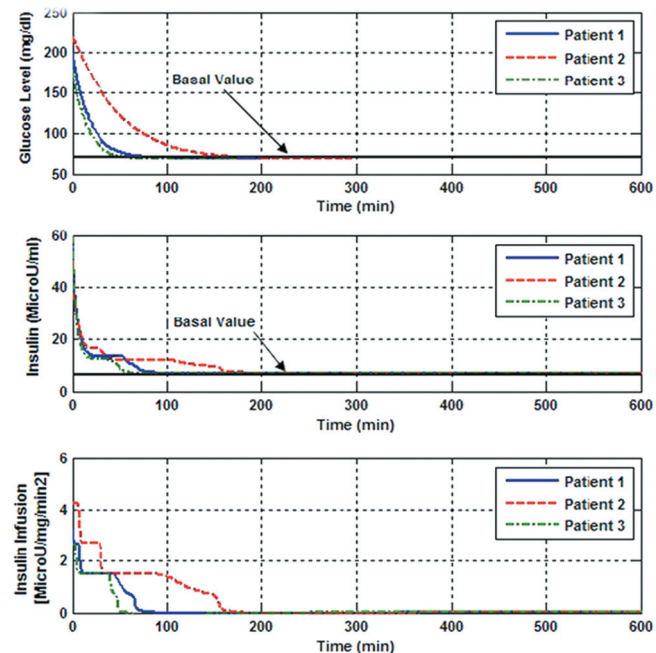 Glucose Level (mg/dl)
250
200
150
100
50
Basal Value
Patient 1
Patient 2
Patient 3
0 100 200 300 400 500 600
Time (min)
Insulin (MicroU/ml)
60
40
20
0
Basal Value
Patient 1
Patient 2
Patient 3
0 100 200 300 400 500 600
Time (min)
Insulin Infusion
[MicroU/mg/min2]
6
4
2
0
Patient 1
Patient 2
Patient 3
0 100 200 300 400 500 600
Time (min)